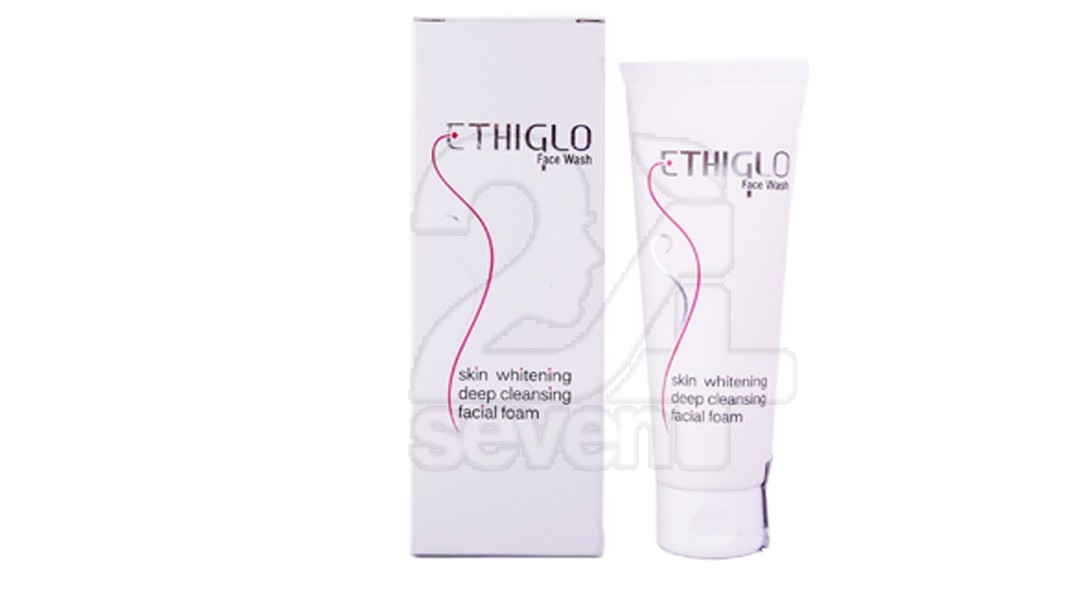 ETHIGLO
Face Wash
skin whitening
deep cleansing
facial foam
ETHIGLO
Face Wash
skin whitening
deep cleansing
facial foam
24
seven